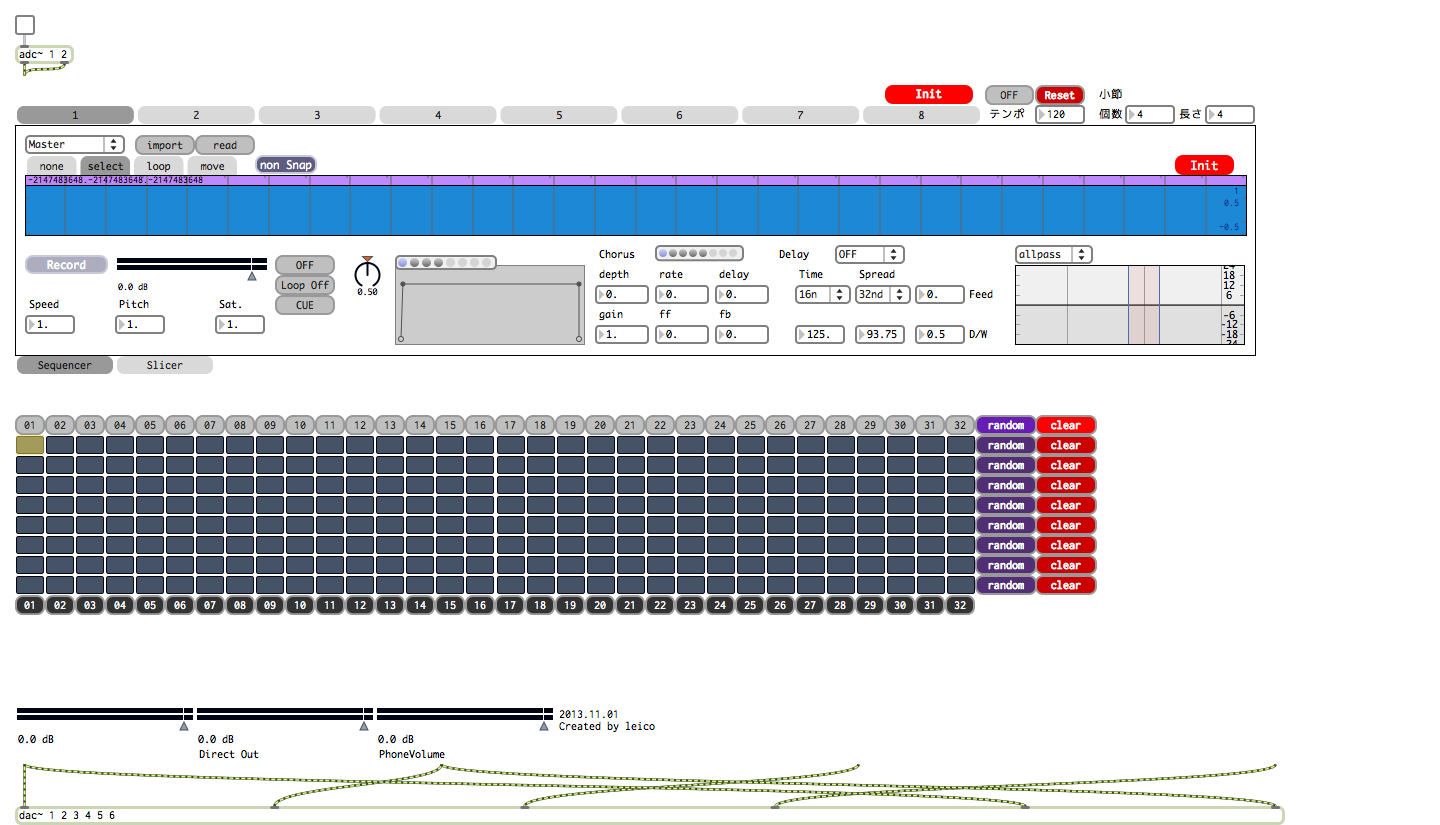 adc~ 1 2
Init OFF Reset 小節
1 2 3 4 5 6 7 8 テンポ 120 個数 4 長さ 4
Master import read
none select loop move non Snap Init
-2147483648.-2147483648.-2147483648
1
0.5
-0.5
Record 0.0 dB OFF
Loop Off
CUE
0.50
Speed Pitch Sat.
1. 1. 1.
Chorus Delay OFF allpass
depth rate delay Time Spread
0. 0. 0. 16n 32nd 0. Feed
gain ff fb
1. 0. 0. 125. 93.75 0.5 D/W
24
18
12
6
-6
-12
-18
-24
Sequencer Slicer
01 02 03 04 05 06 07 08 09 10 11 12 13 14 15 16 17 18 19 20 21 22 23 24 25 26 27 28 29 30 31 32 random clear
random clear
random clear
random clear
random clear
random clear
random clear
random clear
random clear
01 02 03 04 05 06 07 08 09 10 11 12 13 14 15 16 17 18 19 20 21 22 23 24 25 26 27 28 29 30 31 32
2013.11.01
Created by leico
0.0 dB 0.0 dB 0.0 dB
Direct Out PhoneVolume
dac~ 1 2 3 4 5 6